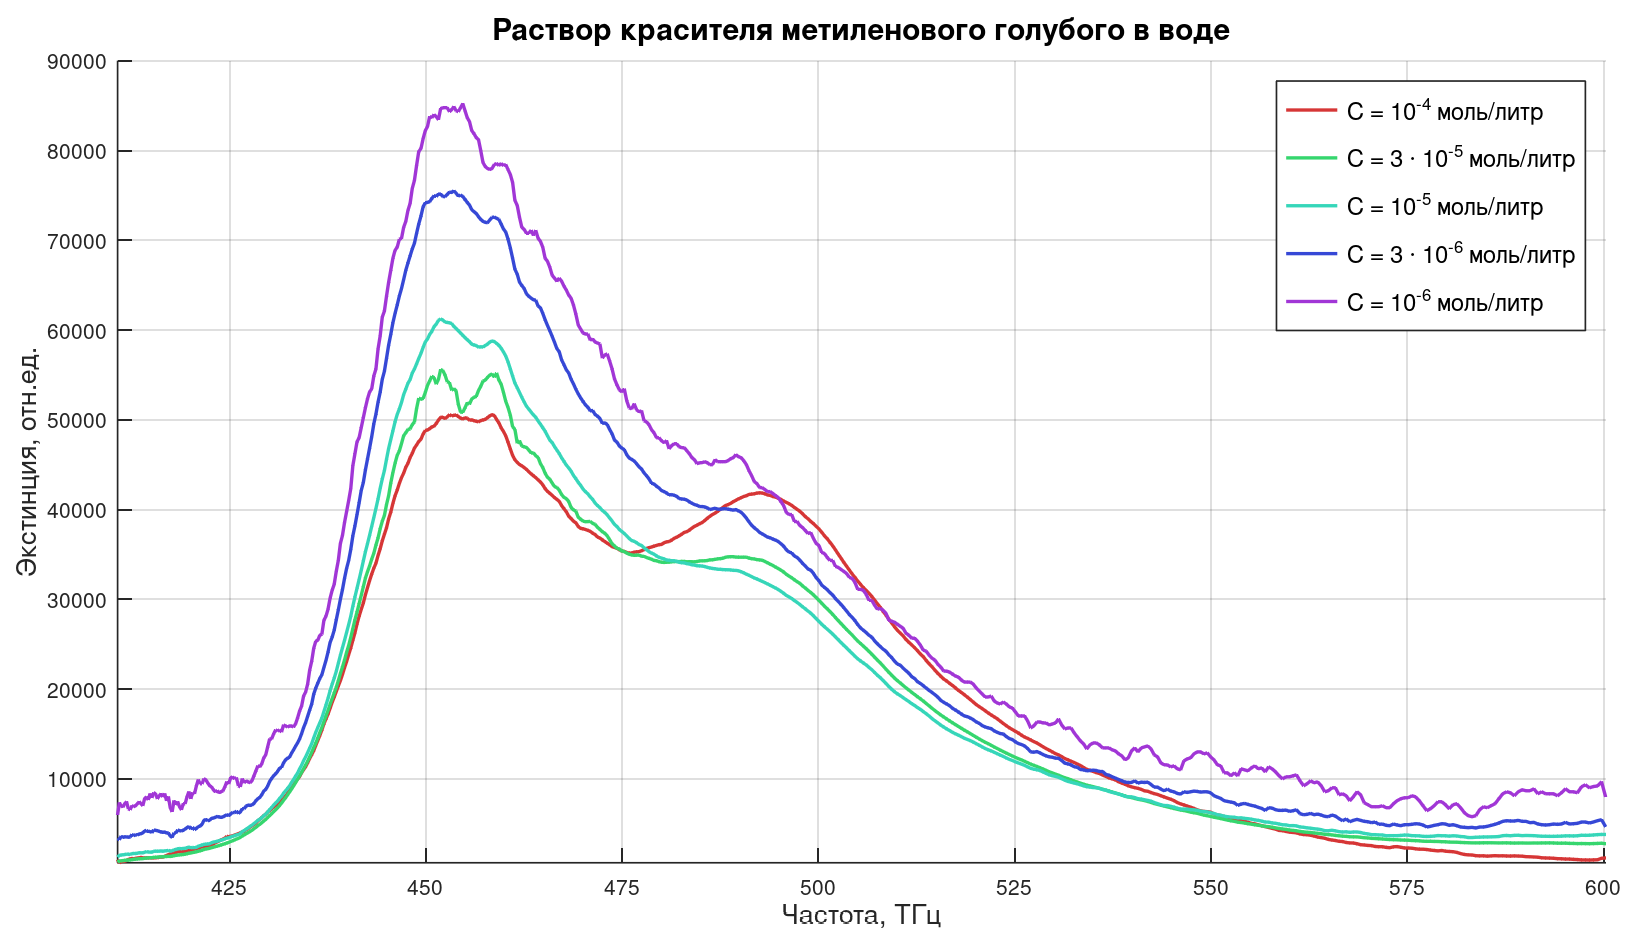 Раствор красителя метиленового голубого в воде
90000
80000
70000
60000
50000
40000
30000
20000
10000
Экстинция, отн.ед.
C = 10⁻⁴ моль/литр
C = 3 · 10⁻⁵ моль/литр
C = 10⁻⁵ моль/литр
C = 3 · 10⁻⁶ моль/литр
C = 10⁻⁶ моль/литр
425 450 475 500 525 550 575 600
Частота, ТГц